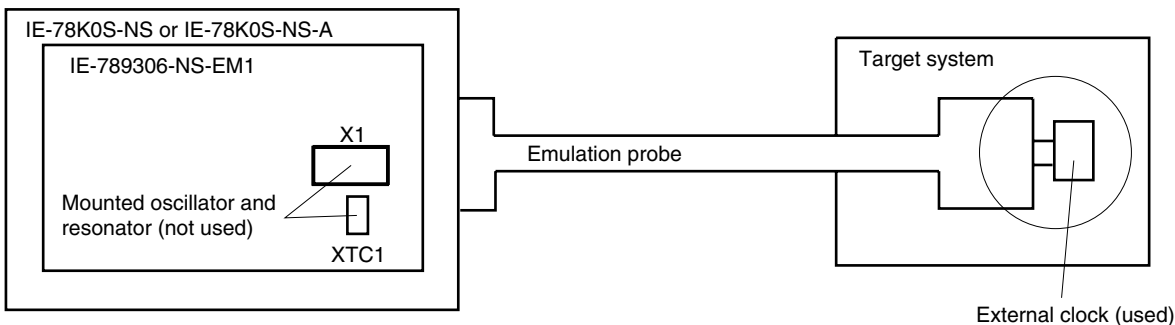 IE-78K0S-NS or IE-78K0S-NS-A
IE-789306-NS-EM1
X1
Mounted oscillator and
resonator (not used)
XTC1
Emulation probe
Target system
External clock (used)